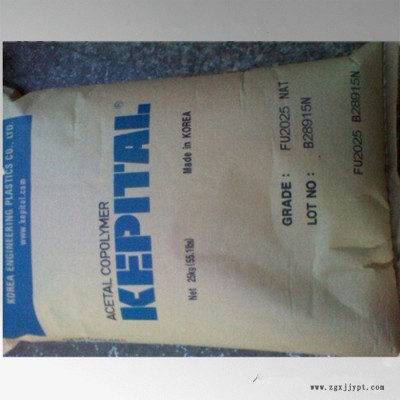 KOREA ENGINEERING PLASTICS CO., LTD.
www.kepital.com
ACETAL COPOLYMER
KEPITAL®
Net 25kg(55.1lbs)
Made in KOREA
GRADE : FU2025 NAT
LOT NO : B28915N
FU2025 B28915N
www.zgxjjypt.com